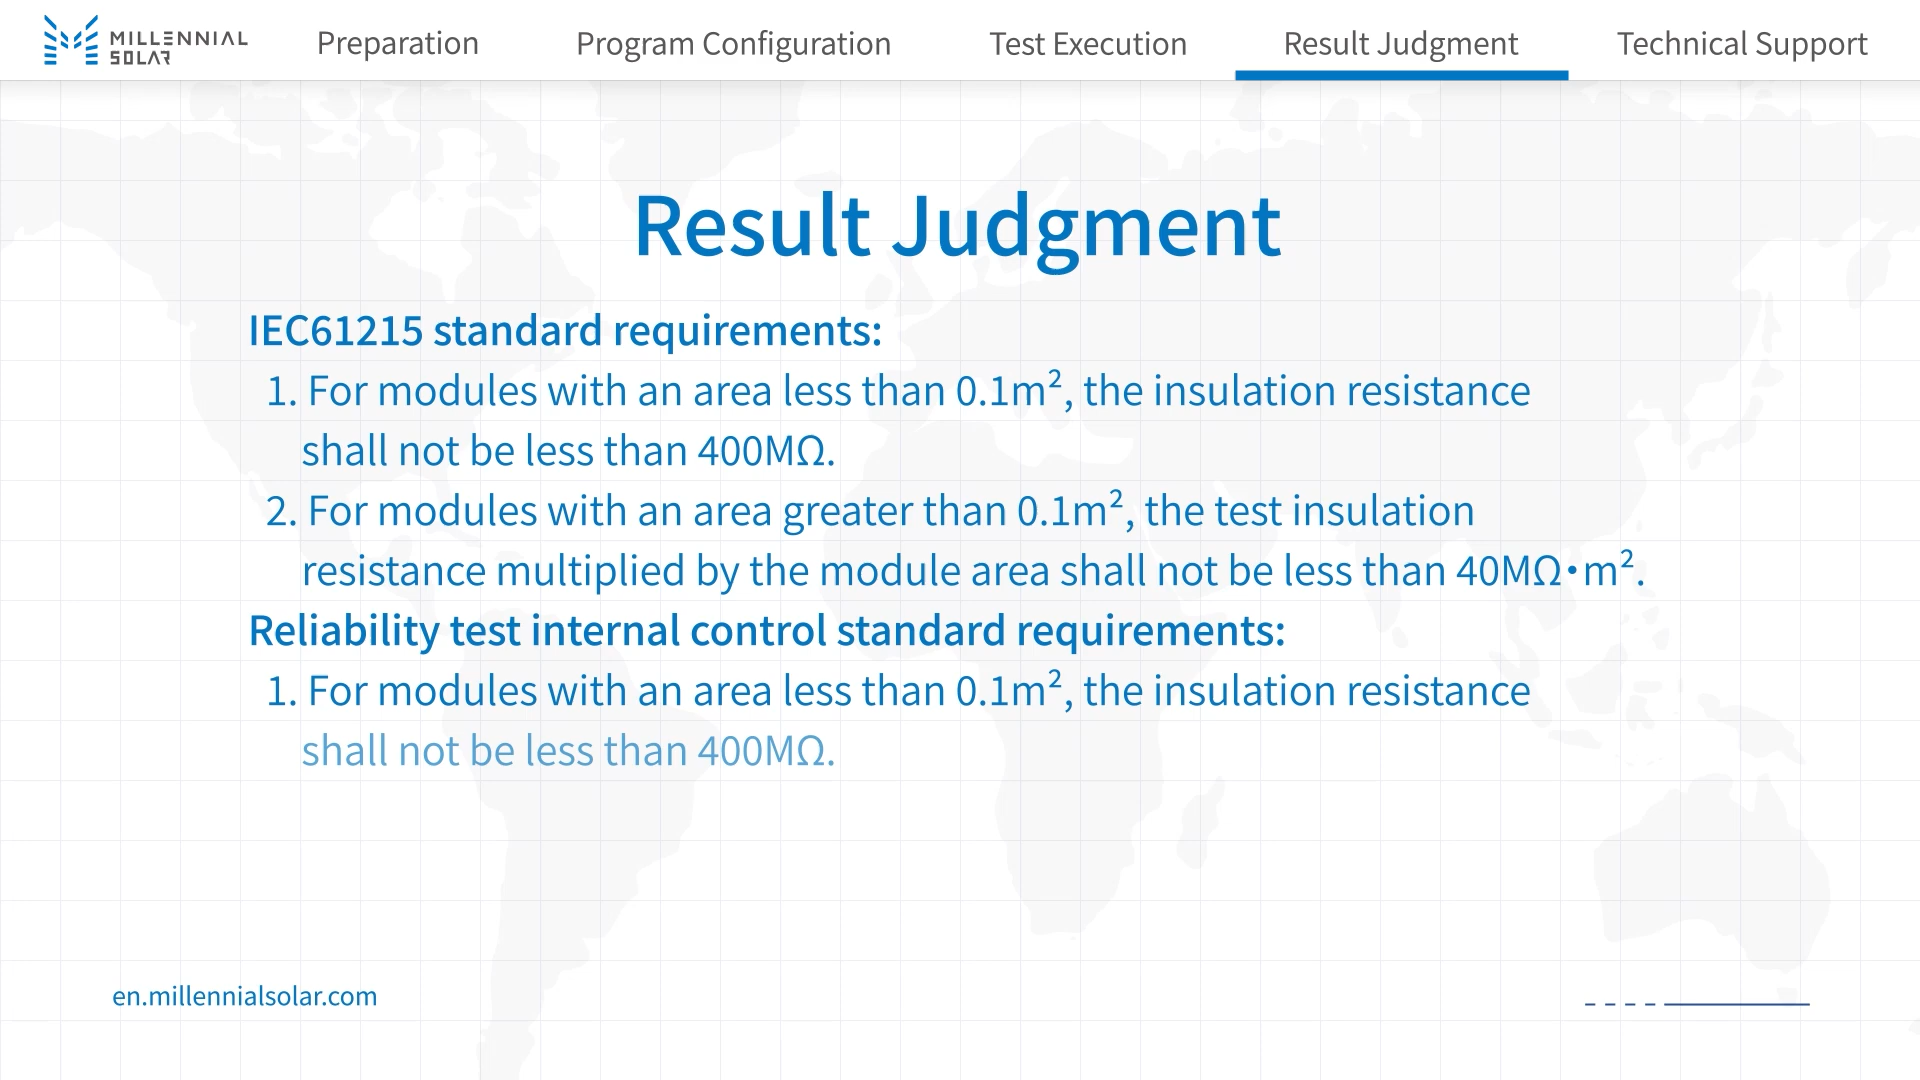 MILLENNIAL
SOLAR
Preparation
Program Configuration
Test Execution
Result Judgment
Technical Support
Result Judgment
IEC61215 standard requirements:
1. For modules with an area less than 0.1m², the insulation resistance
shall not be less than 400MΩ.
2. For modules with an area greater than 0.1m², the test insulation
resistance multiplied by the module area shall not be less than 40MΩ•m².
Reliability test internal control standard requirements:
1. For modules with an area less than 0.1m², the insulation resistance
shall not be less than 400MΩ.
en.millennialsolar.com